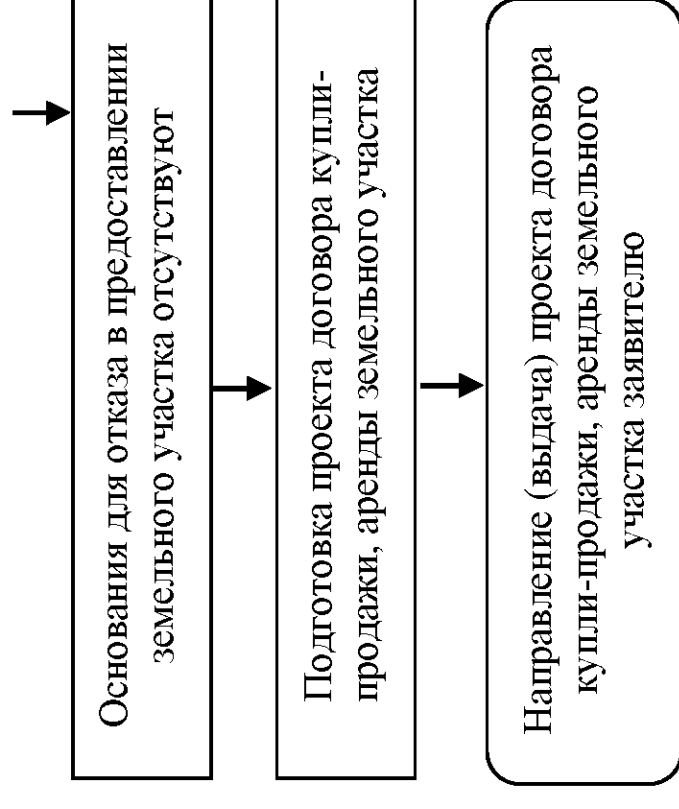 Основания для отказа в предоставлении
земельного участка отсутствуют
Подготовка проекта договора купли-
продажи, аренды земельного участка
Направление (выдача) проекта договора
купли-продажи, аренды земельного
участка заявителю